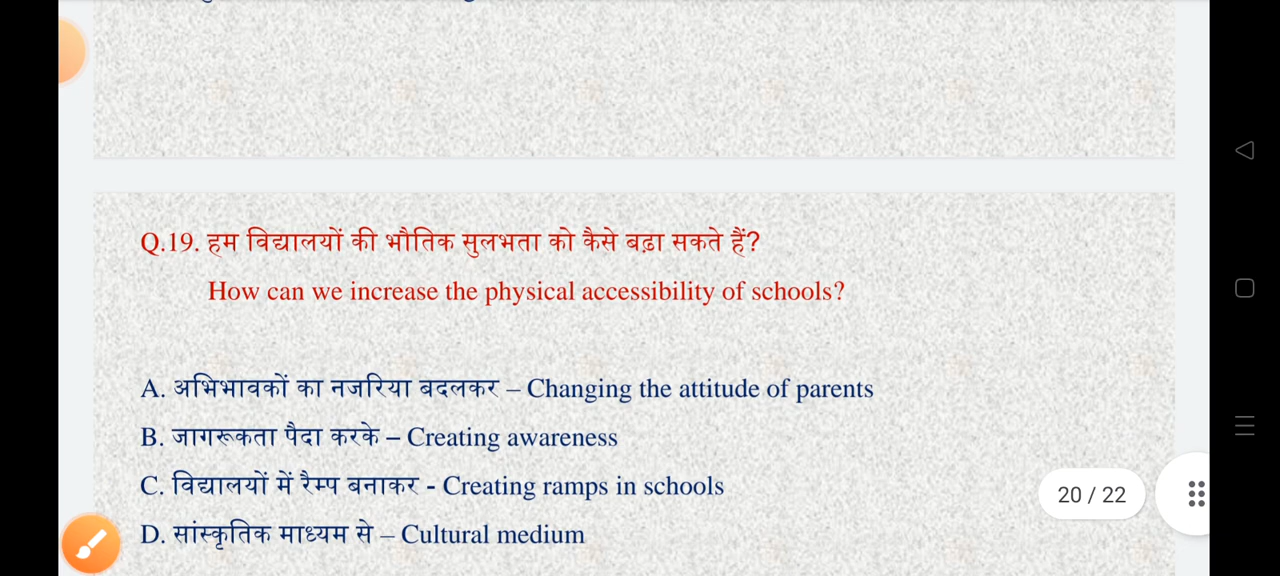 Q.19. हम विद्यालयों की भौतिक सुलभता को कैसे बढ़ा सकते हैं?
How can we increase the physical accessibility of schools?
A. अभिभावकों का नजरिया बदलकर – Changing the attitude of parents
B. जागरूकता पैदा करके – Creating awareness
C. विद्यालयों में रैम्प बनाकर - Creating ramps in schools
20 / 22
D. सांस्कृतिक माध्यम से – Cultural medium